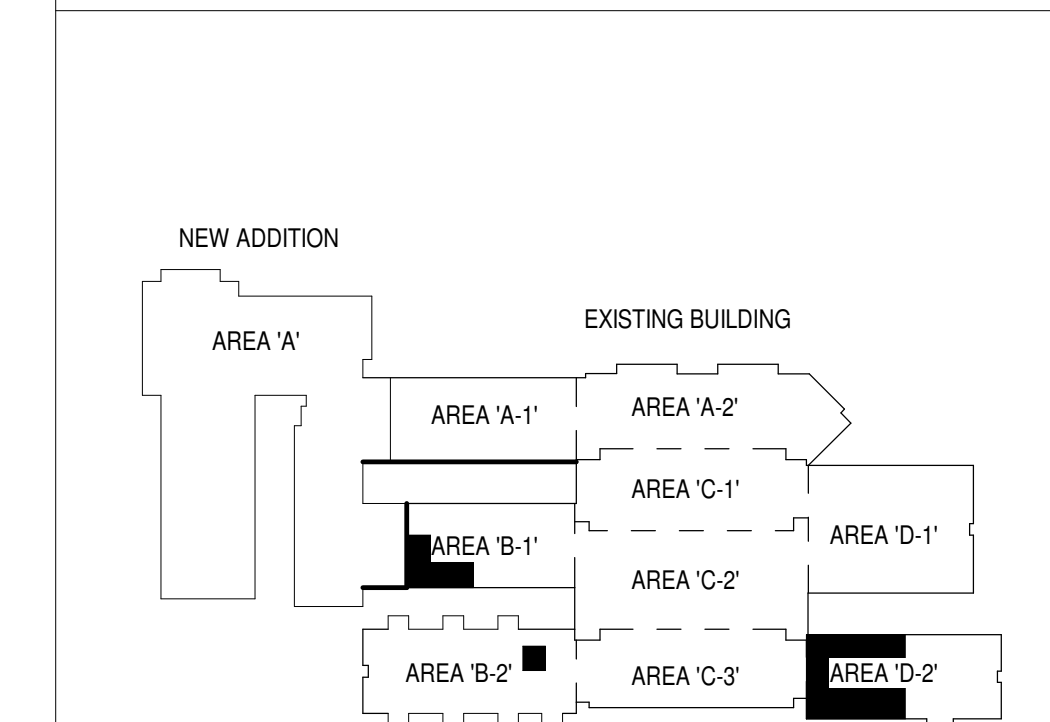 NEW ADDITION
EXISTING BUILDING
AREA 'A'
AREA 'A-1'
AREA 'A-2'
AREA 'C-1'
AREA 'B-1'
AREA 'D-1'
AREA 'C-2'
AREA 'B-2'
AREA 'C-3'
AREA 'D-2'